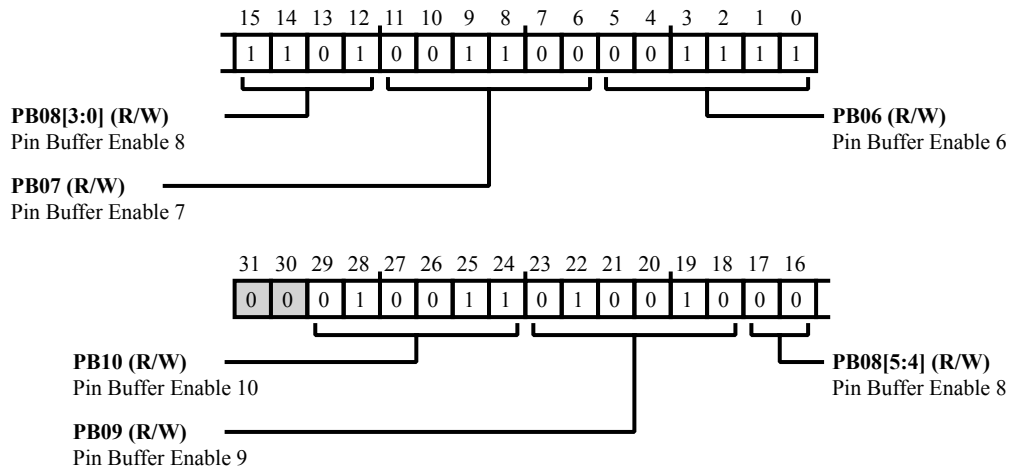 15 14 13 12 11 10 9 8 7 6 5 4 3 2 1 0
1 1 0 1 0 0 1 1 0 0 0 0 1 1 1 1
PB08[3:0] (R/W)
Pin Buffer Enable 8
PB06 (R/W)
Pin Buffer Enable 6
PB07 (R/W)
Pin Buffer Enable 7
31 30 29 28 27 26 25 24 23 22 21 20 19 18 17 16
0 0 0 1 0 0 1 1 0 1 0 0 1 0 0 0
PB10 (R/W)
Pin Buffer Enable 10
PB08[5:4] (R/W)
Pin Buffer Enable 8
PB09 (R/W)
Pin Buffer Enable 9